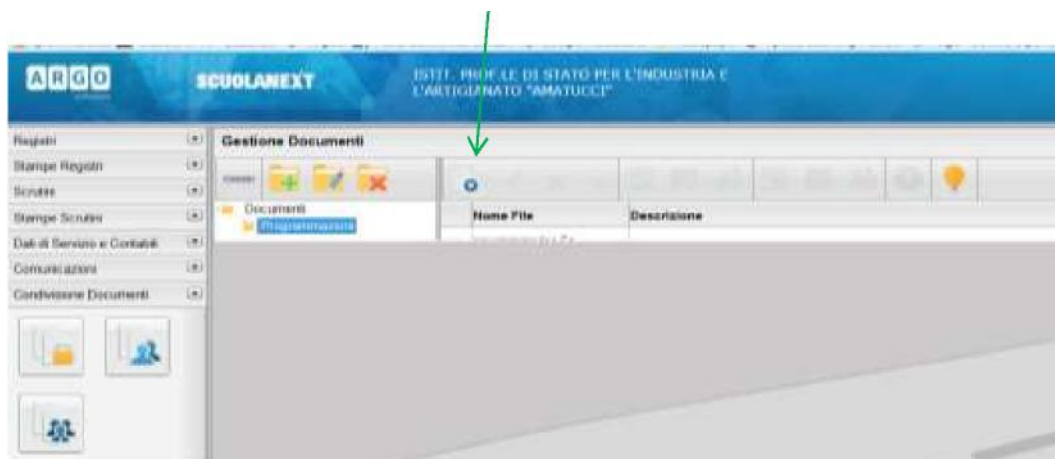 ARGO
SCUOLANEXT
ISTIT. PROF.LE DI STATO PER L'INDUSTRIA E
L'ARTIGIANATO "AMATUCCI"
Registri
Stampe Registri
Scrutini
Stampe Scrutini
Dati di Servizio e Contabili
Comunicazioni
Condivisione Documenti
Gestione Documenti
Documenti
Programmazioni
Nome File
Descrizione